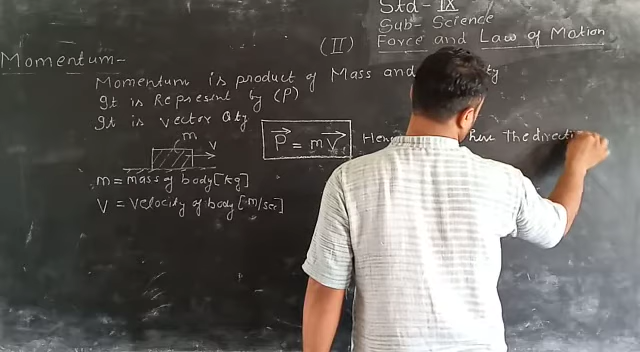 Std - IX
Sub - Science
(II) Force and Law of Motion
Momentum -
Momentum is product of Mass and
It is Represent by (P)
It is vector Qty
m
V
P = mV
the directi
m = mass of body [kg]
V = velocity of body [m/sec]